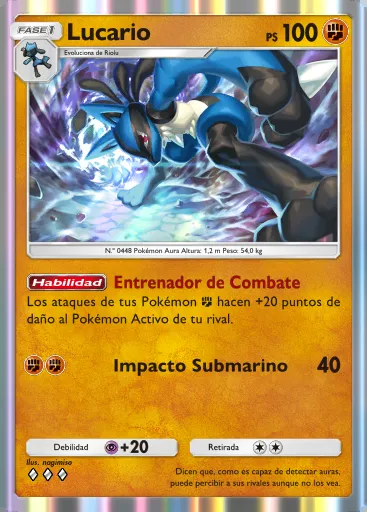 FASE 1
Lucario
PS 100
Evoluciona de Riolu
N.º 0448 Pokémon Aura Altura: 1,2 m Peso: 54,0 kg
Habilidad Entrenador de Combate
Los ataques de tus Pokémon hacen +20 puntos de
daño al Pokémon Activo de tu rival.
Impacto Submarino 40
Debilidad +20
Retirada
Ilus. nagimiso
Dicen que, como es capaz de detectar auras,
puede percibir a sus rivales aunque no los vea.